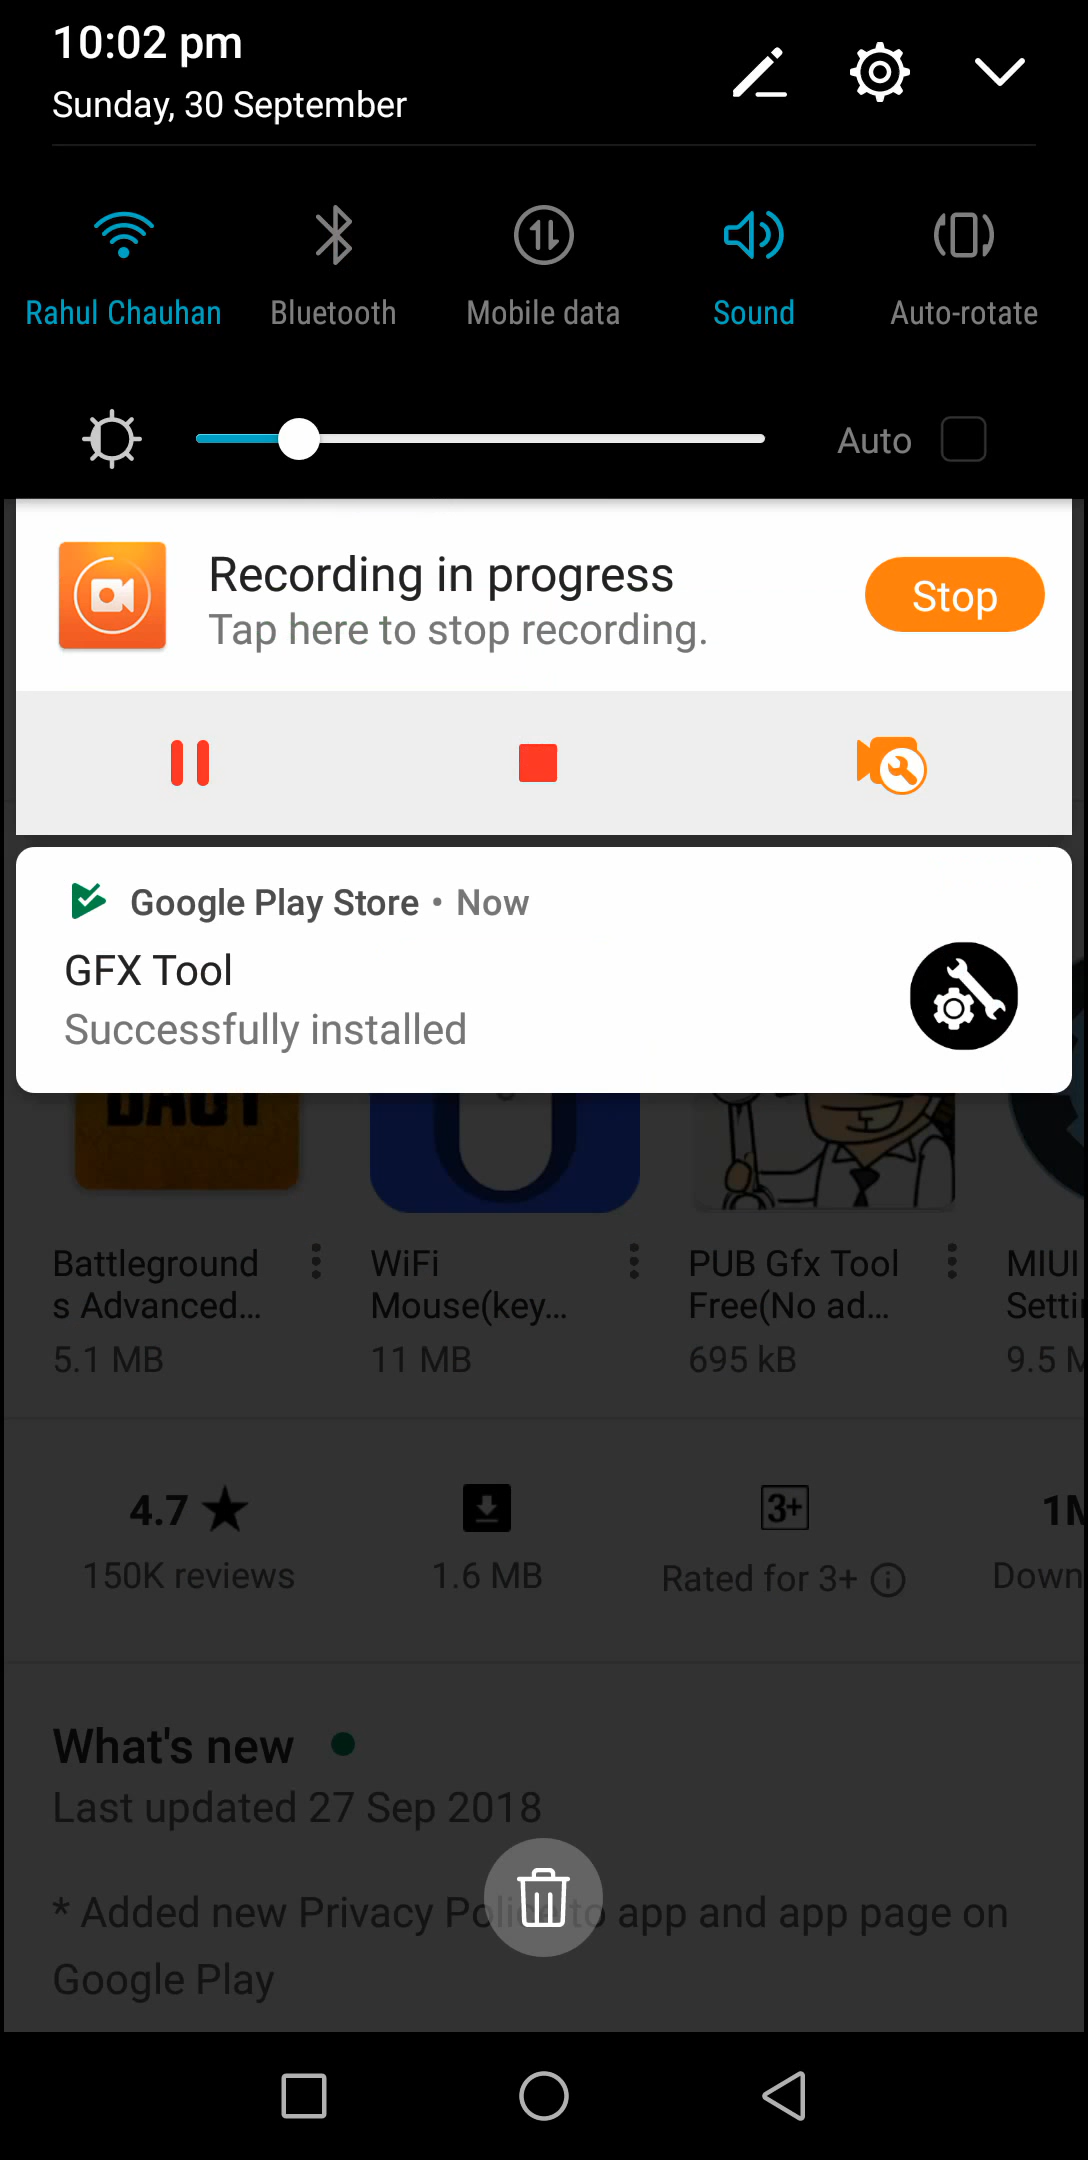 10:02 pm
Sunday, 30 September
Rahul Chauhan
Bluetooth
Mobile data
Sound
Auto-rotate
Auto
Recording in progress
Tap here to stop recording.
Stop
Google Play Store • Now
GFX Tool
Successfully installed
Battleground
s Advanced…
5.1 MB
WiFi
Mouse(key…
11 MB
PUB Gfx Tool
Free(No ad…
695 kB
MIUI
9.5
4.7 ★
150K reviews
1.6 MB
3+
Rated for 3+
What's new
Last updated 27 Sep 2018
* Added new Privacy to app and app page on
Google Play